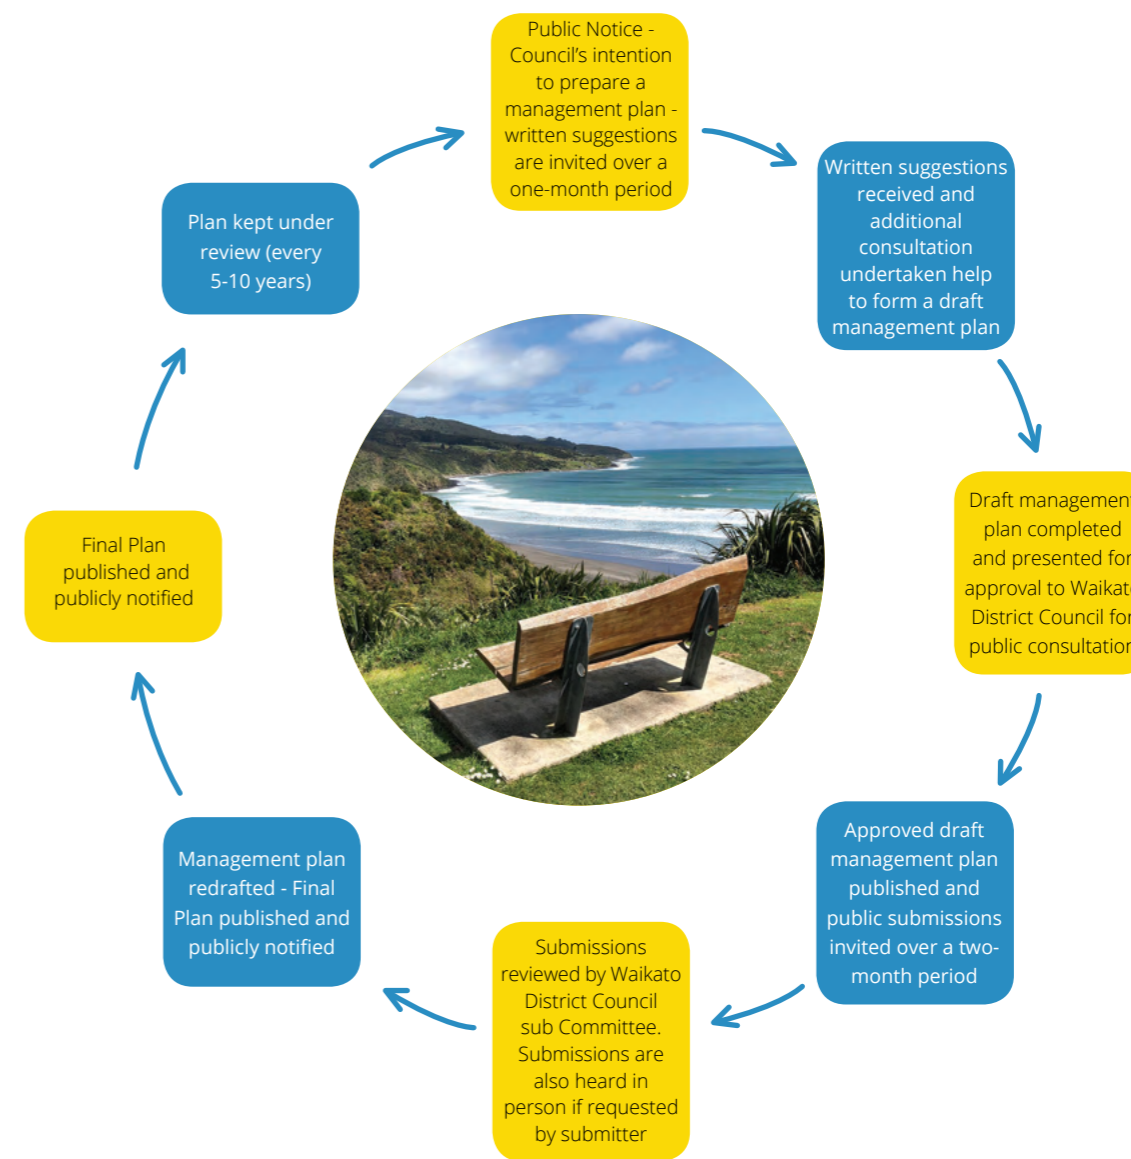 Public Notice -
Council’s intention
to prepare a
management plan -
written suggestions
are invited over a
one-month period
Written suggestions
received and
additional
consultation
undertaken help
to form a draft
management plan
Draft management
plan completed
and presented for
approval to Waikato
District Council for
public consultation
Approved draft
management plan
published and
public submissions
invited over a two-
month period
Submissions
reviewed by Waikato
District Council
sub Committee.
Submissions are
also heard in
person if requested
by submitter
Management plan
redrafted - Final
Plan published and
publicly notified
Final Plan
published and
publicly notified
Plan kept under
review (every
5-10 years)